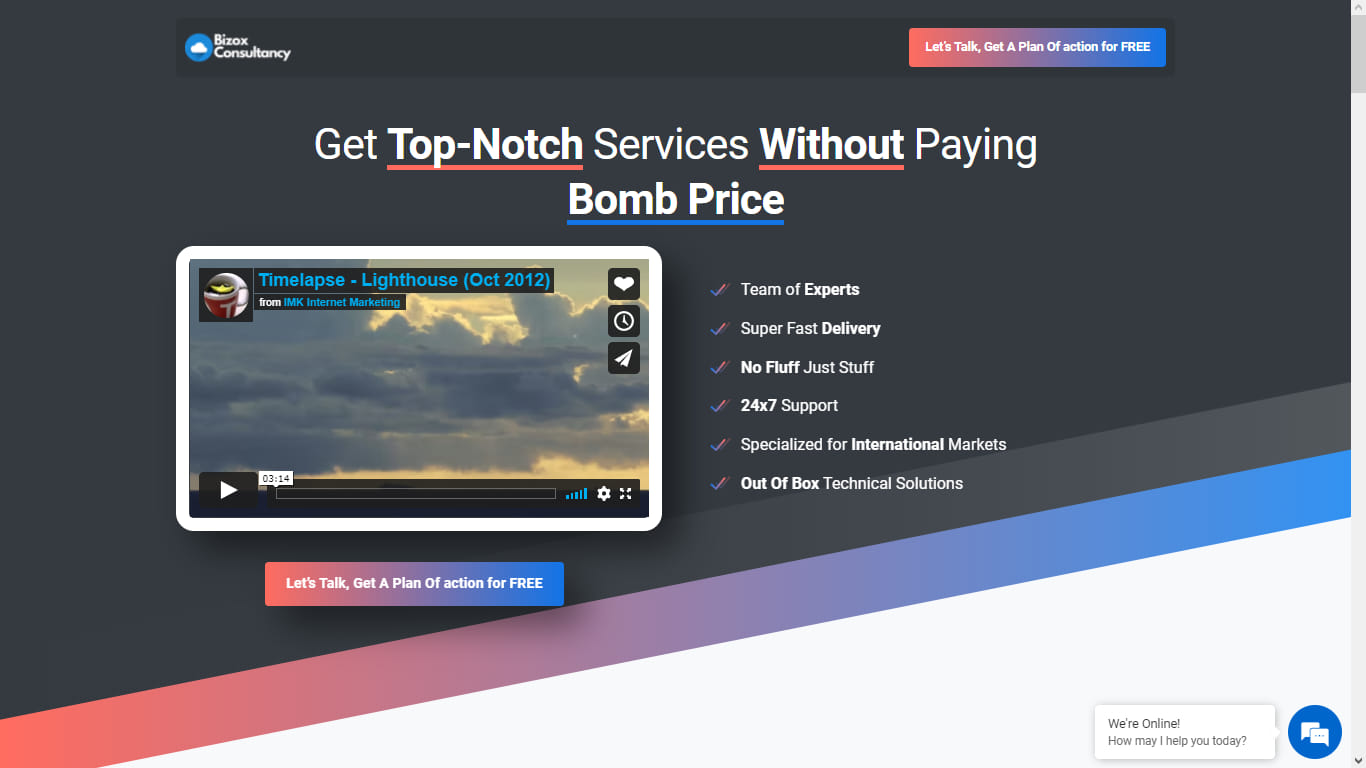 Bizox
Consultancy
Let's Talk, Get A Plan Of action for FREE
Get Top-Notch Services Without Paying
Bomb Price
Timelapse - Lighthouse (Oct 2012)
from IMK Internet Marketing
03:14
Team of Experts
Super Fast Delivery
No Fluff Just Stuff
24x7 Support
Specialized for International Markets
Out Of Box Technical Solutions
Let's Talk, Get A Plan Of action for FREE
We're Online!
How may I help you today?